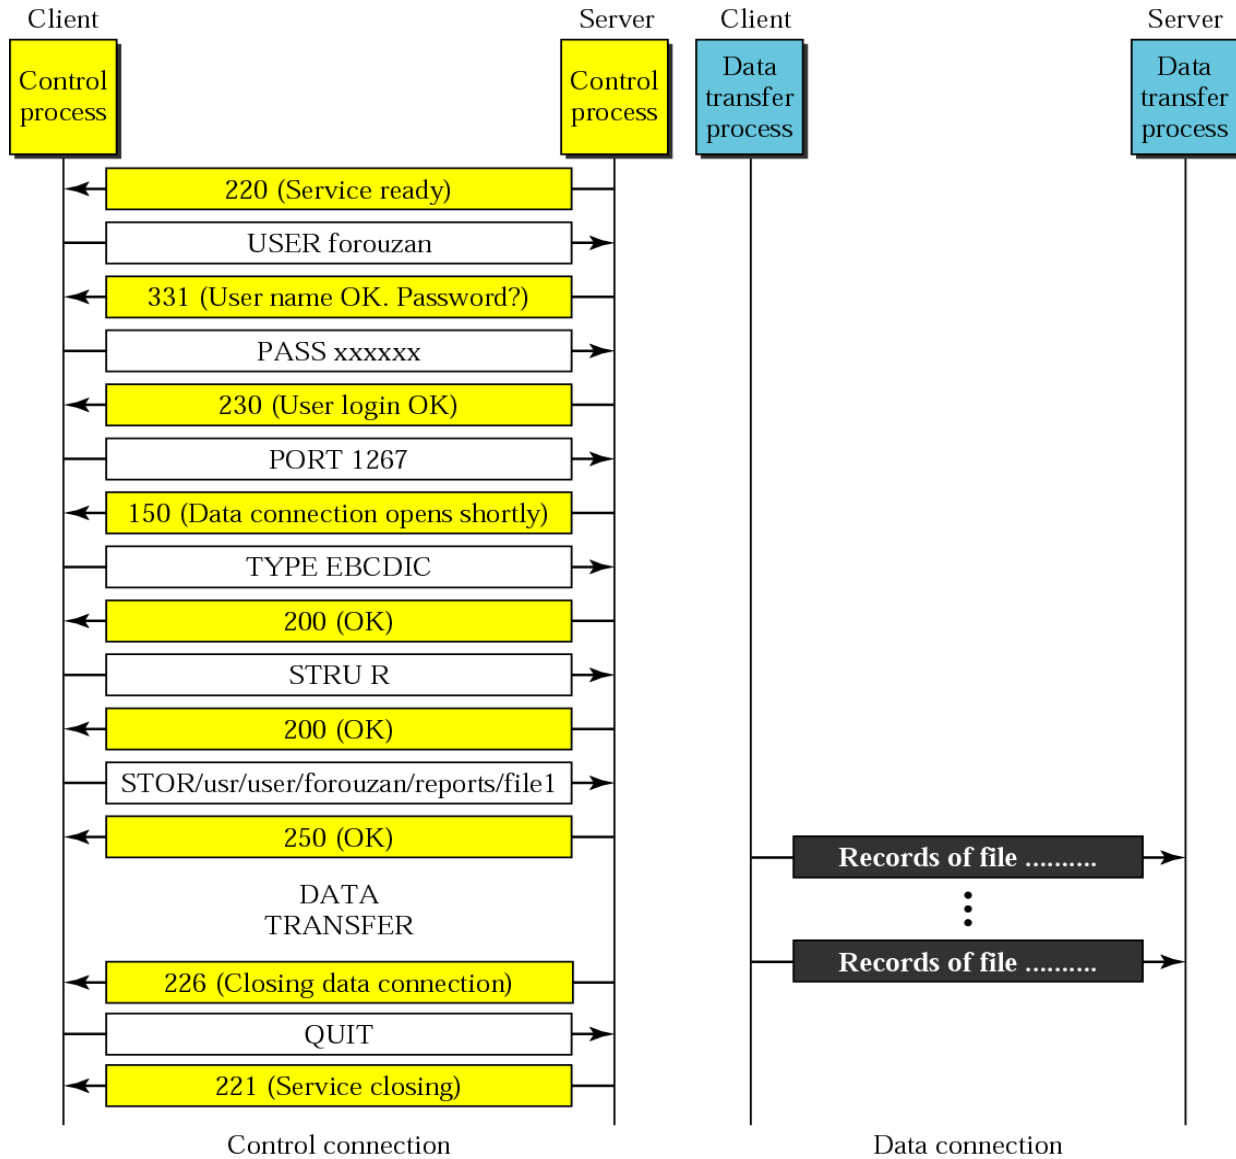 Client
Server
Client
Server
Control
process
Control
process
Data
transfer
process
Data
transfer
process
220 (Service ready)
USER forouzan
331 (User name OK. Password?)
PASS xxxxxx
230 (User login OK)
PORT 1267
150 (Data connection opens shortly)
TYPE EBCDIC
200 (OK)
STRU R
200 (OK)
STOR/usr/user/forouzan/reports/file1
250 (OK)
Records of file ..........
DATA
TRANSFER
Records of file ..........
226 (Closing data connection)
QUIT
221 (Service closing)
Control connection
Data connection